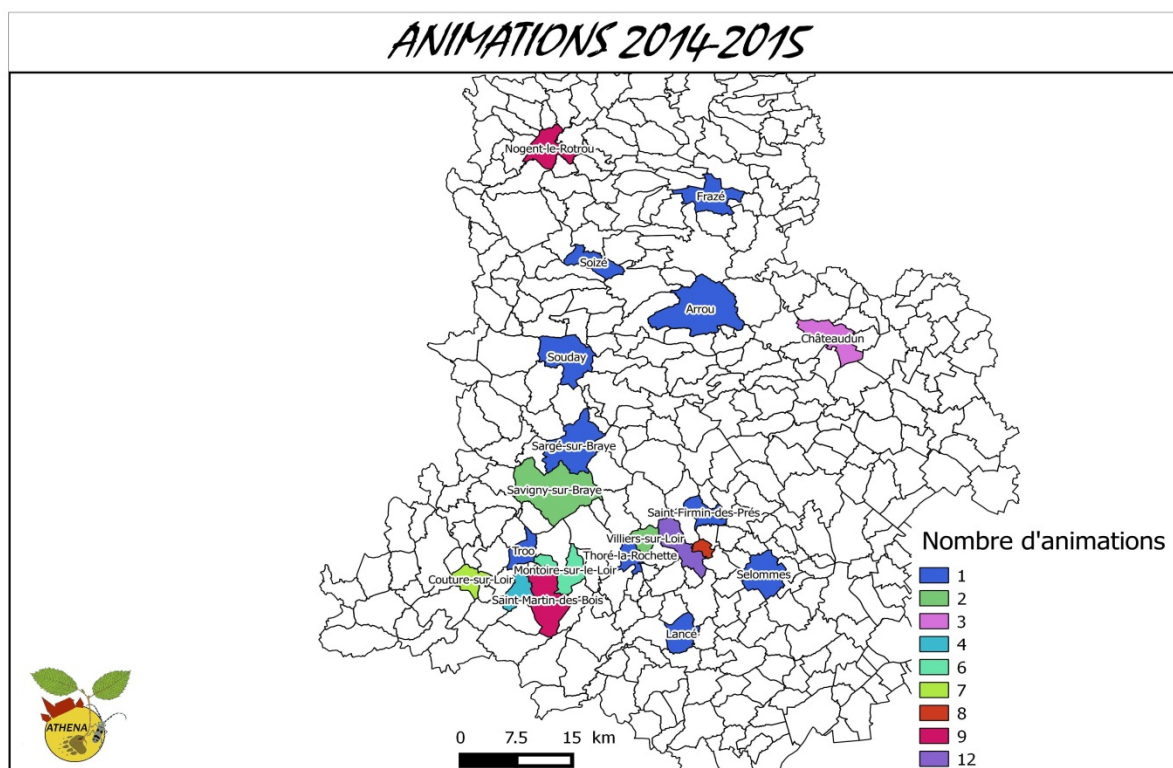 ANIMATIONS 2014-2015
Nogent-le-Rotrou
Frazé
Soizé
Arrou
Châteaudun
Souday
Sargé-sur-Braye
Savigny-sur-Braye
Saint-Firmin-des-Prés
Villiers-sur-Loir
Troo
Thoré-la-Rochette
Montoire-sur-le-Loir
Couture-sur-Loir
Selommes
Saint-Martin-des-Bois
Lancé
Nombre d'animations
1
2
3
4
6
7
8
9
12
ATHENA
0 7.5 15 km